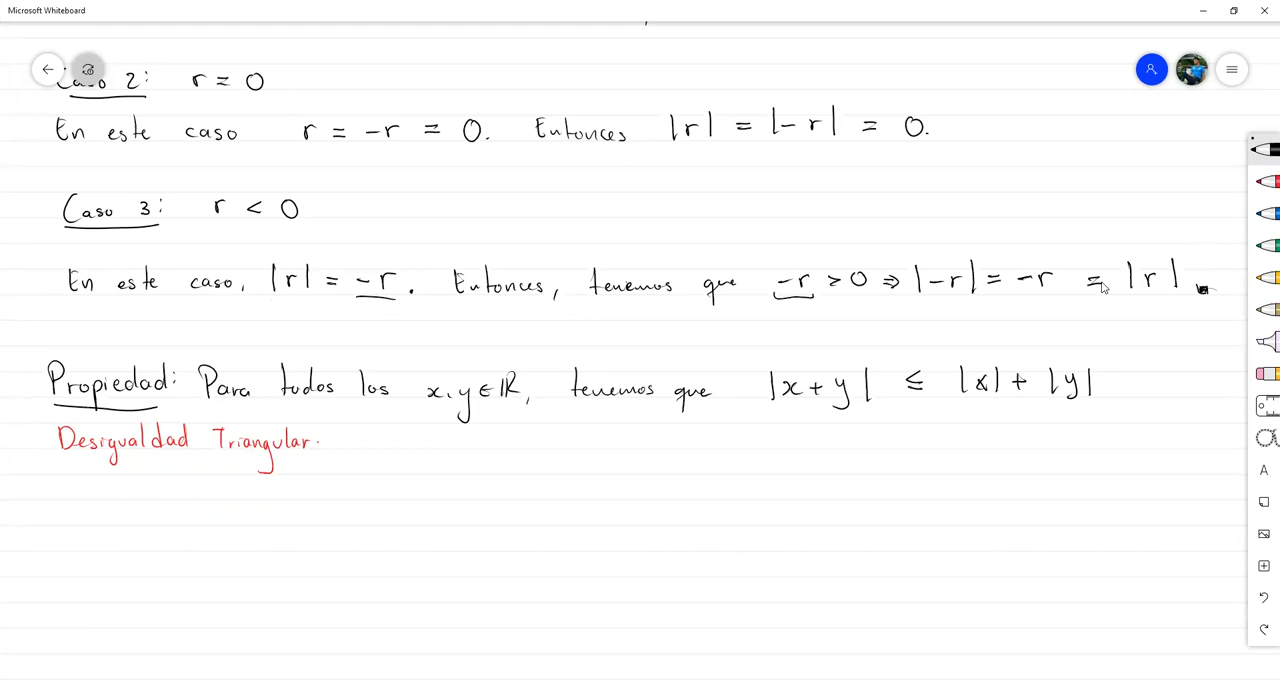 Microsoft Whiteboard
Caso 2: r = 0
En este caso r = -r = 0. Entonces |r| = |-r| = 0.
Caso 3: r < 0
En este caso, |r| = -r. Entonces, tenemos que -r > 0 ⇒ |-r| = -r = |r|.
Propiedad: Para todos los x, y ∈ ℝ, tenemos que |x + y| ≤ |x| + |y|
Desigualdad Triangular.
A